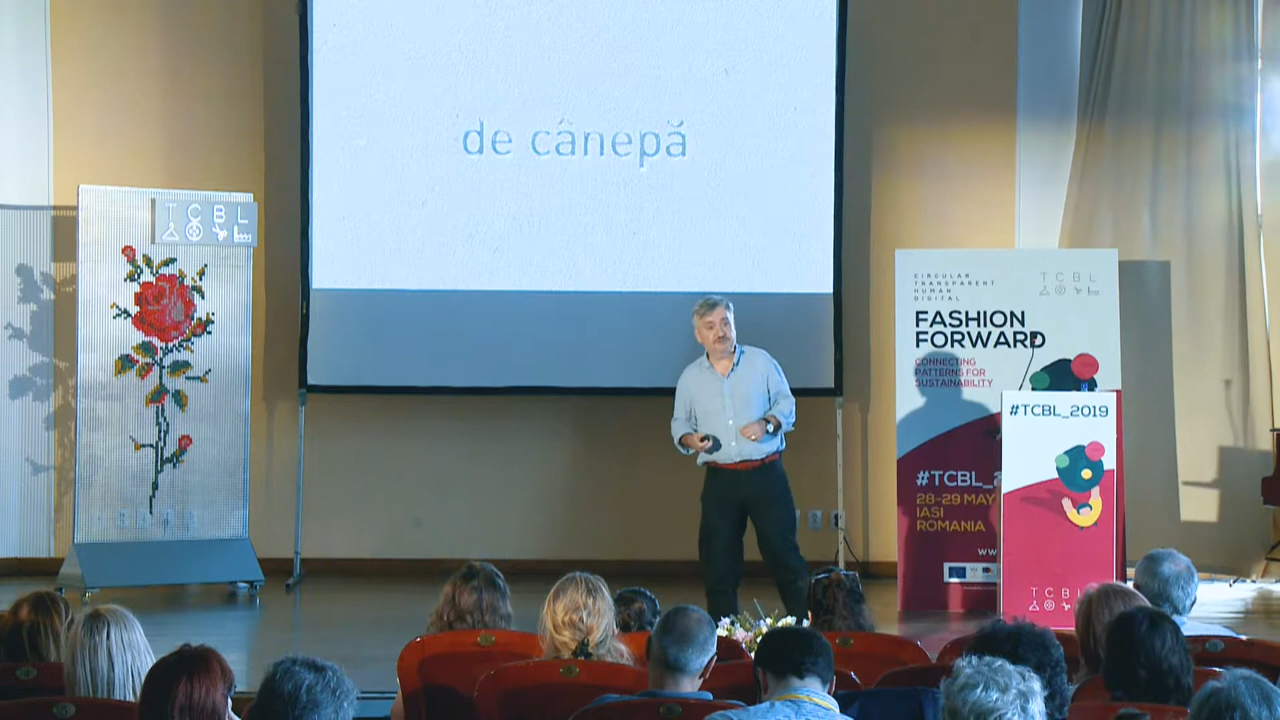 de cânepă
TCBL
CIRCULAR
TRANSPARENT
HUMAN
DIGITAL
TCBL
FASHION
FORWARD
CONNECTING
PATTERNS FOR
SUSTAINABILITY
#TCBL_2
28-29 MAY
IASI
ROMANIA
#TCBL_2019
TCBL